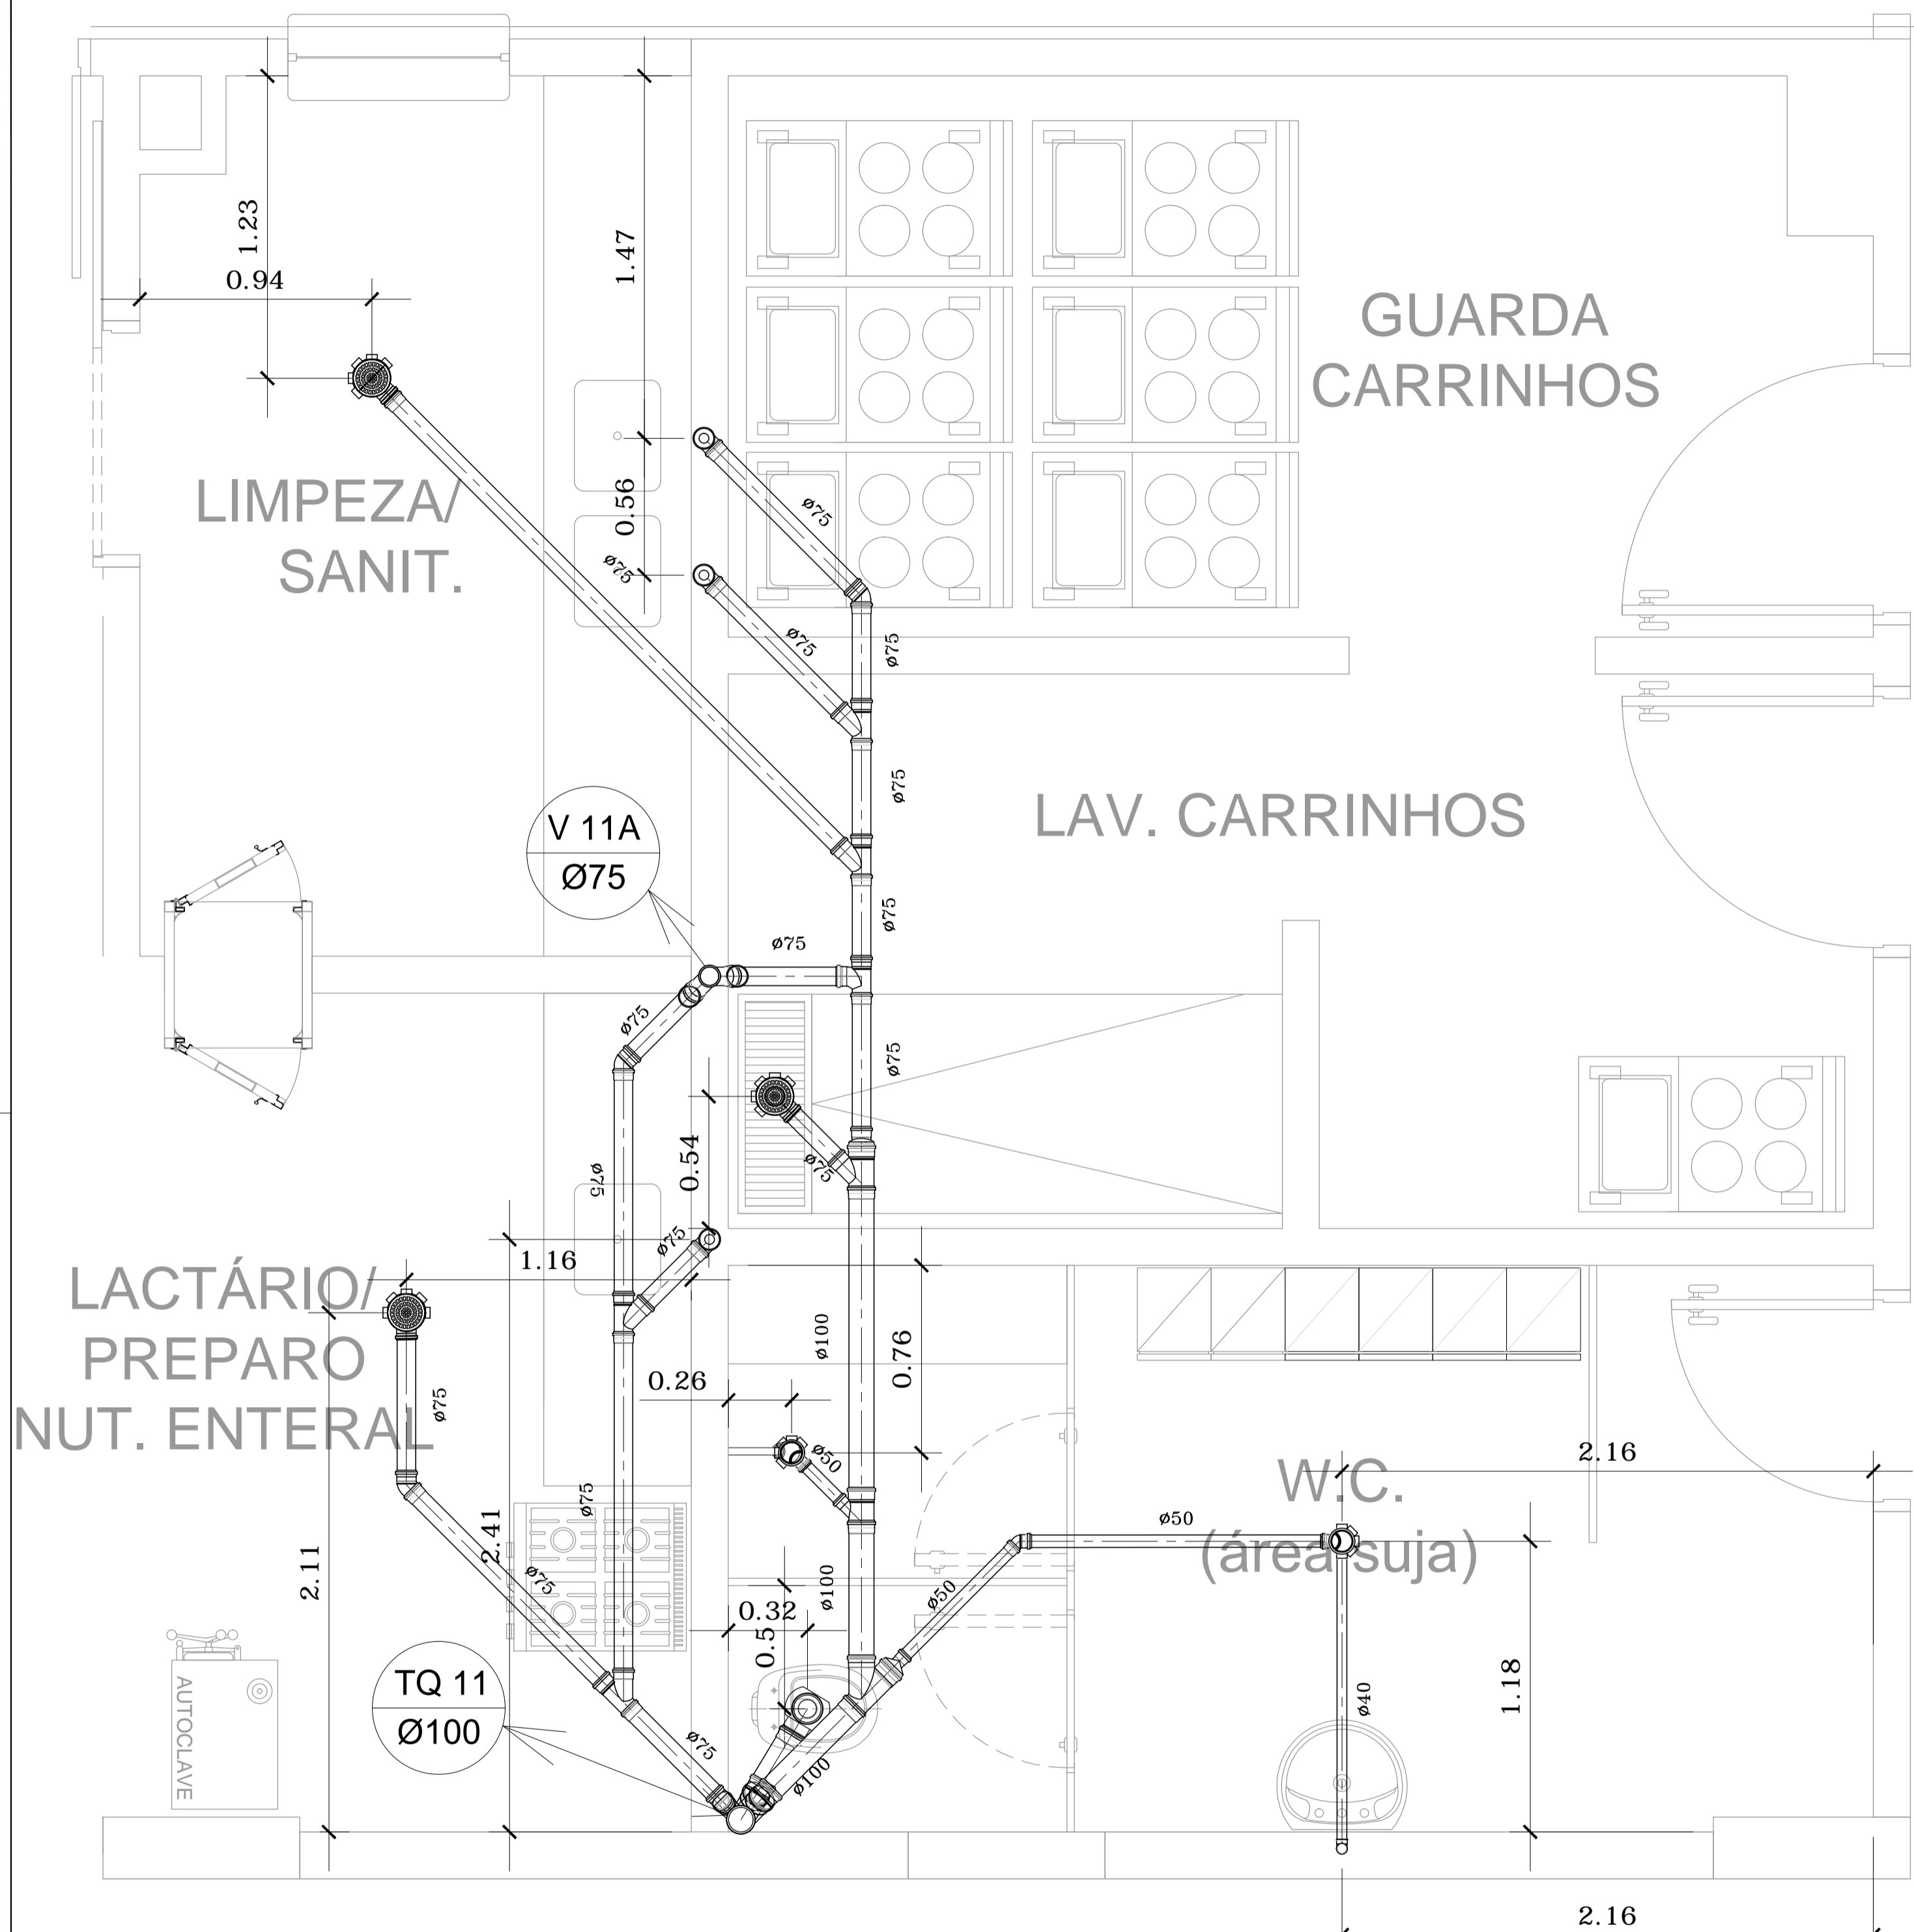 1.23
0.94
1.47
0.56
GUARDA
CARRINHOS
LIMPEZA/
SANIT.
ø75
ø75
ø75
ø75
ø75
LAV. CARRINHOS
V 11A
Ø75
ø75
ø75
ø75
ø75
0.54
ø75
ø75
ø75
1.16
LACTÁRIO/
PREPARO
NUT. ENTERAL
ø75
ø100
0.76
0.26
ø50
2.16
W.C.
(área suja)
ø50
ø75
2.41
2.11
ø75
ø100
ø50
0.32
0.5
TQ 11
Ø100
AUTOCLAVE
ø75
ø100
ø40
1.18
2.16